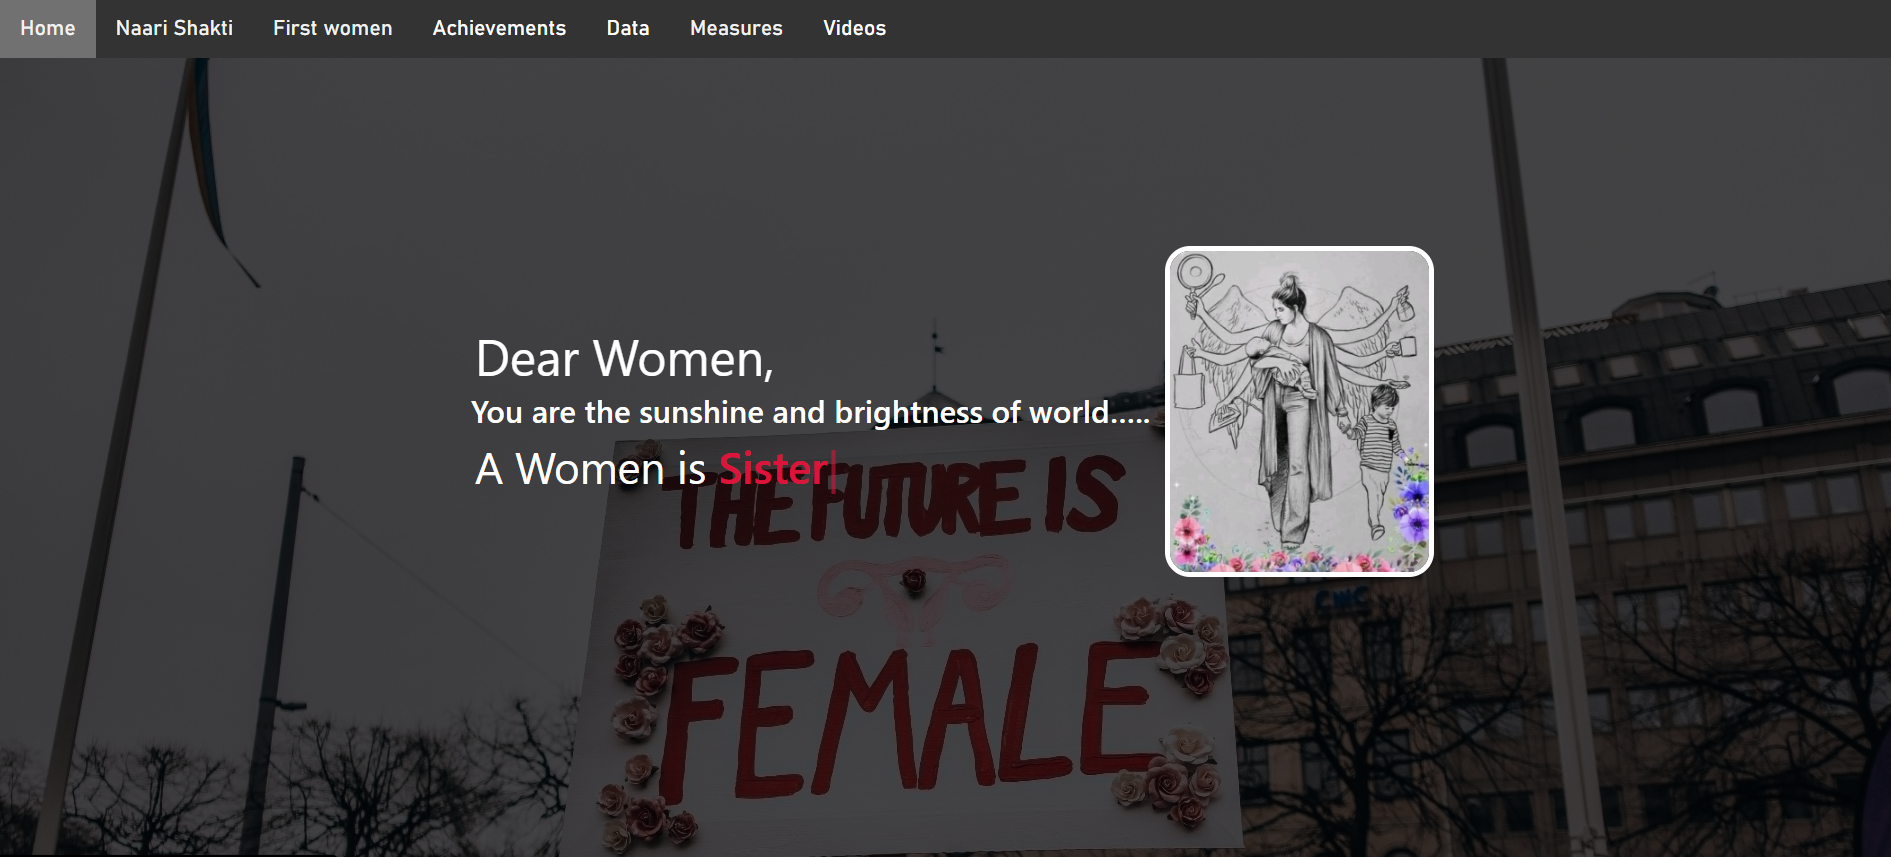 Home Naari Shakti First women Achievements Data Measures Videos
Dear Women,
You are the sunshine and brightness of world.....
A Women is Sister|
THE FUTURE IS
FEMALE
CWC